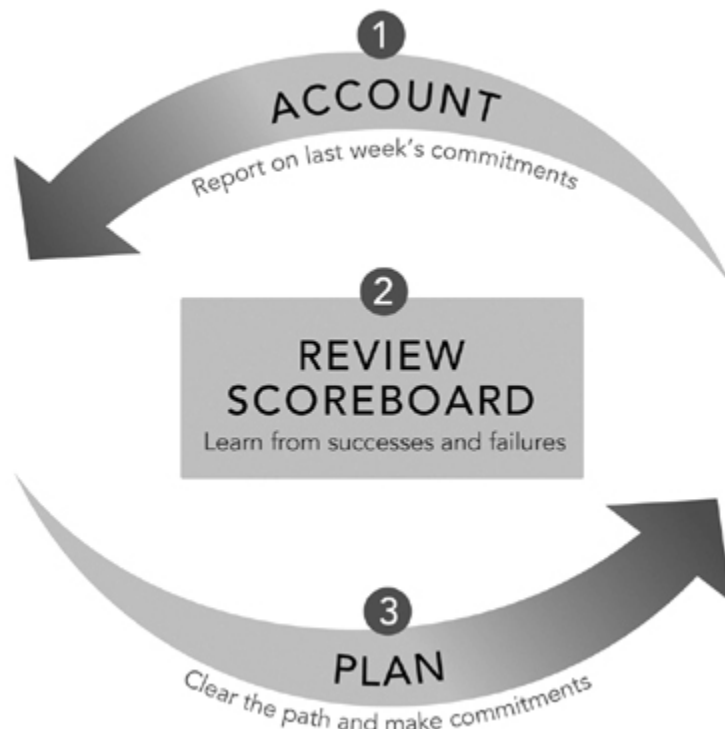 1
ACCOUNT
Report on last week's commitments
2
REVIEW
SCOREBOARD
Learn from successes and failures
3
PLAN
Clear the path and make commitments